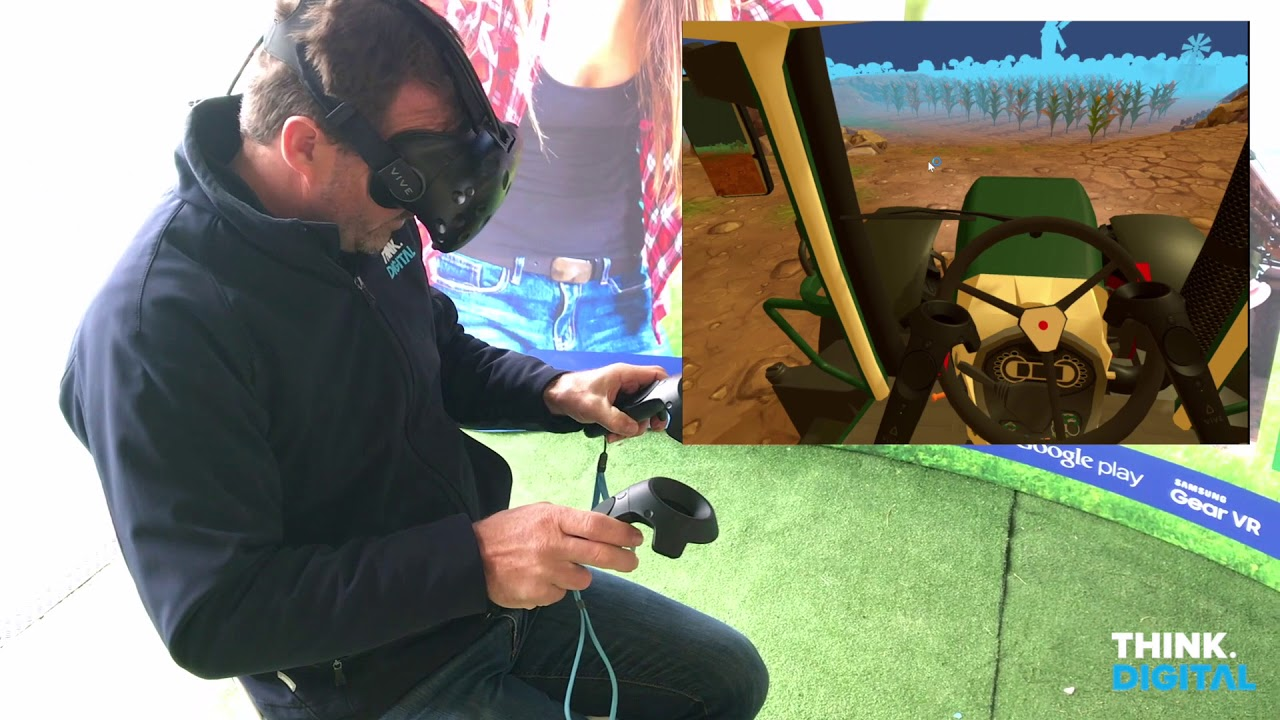 VIVE
THINK.
DIGITAL
Google play
SAMSUNG
Gear VR
THINK.
DIGITAL